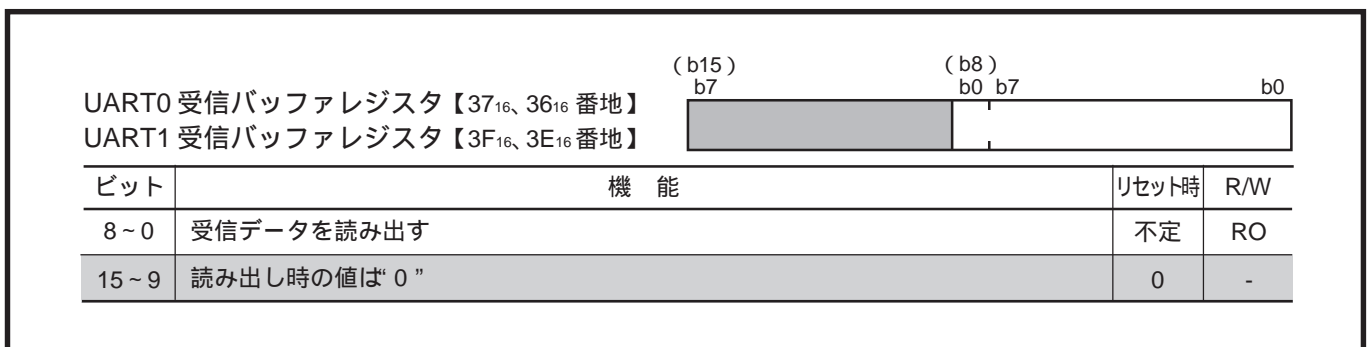 (b15) (b8)
b7 b0 b7 b0
UART0 受信バッファレジスタ【37₁₆、36₁₆ 番地】
UART1 受信バッファレジスタ【3F₁₆、3E₁₆ 番地】
ビット 機 能 リセット時 R/W
8～0 受信データを読み出す 不定 RO
15～9 読み出し時の値は“0” 0 -